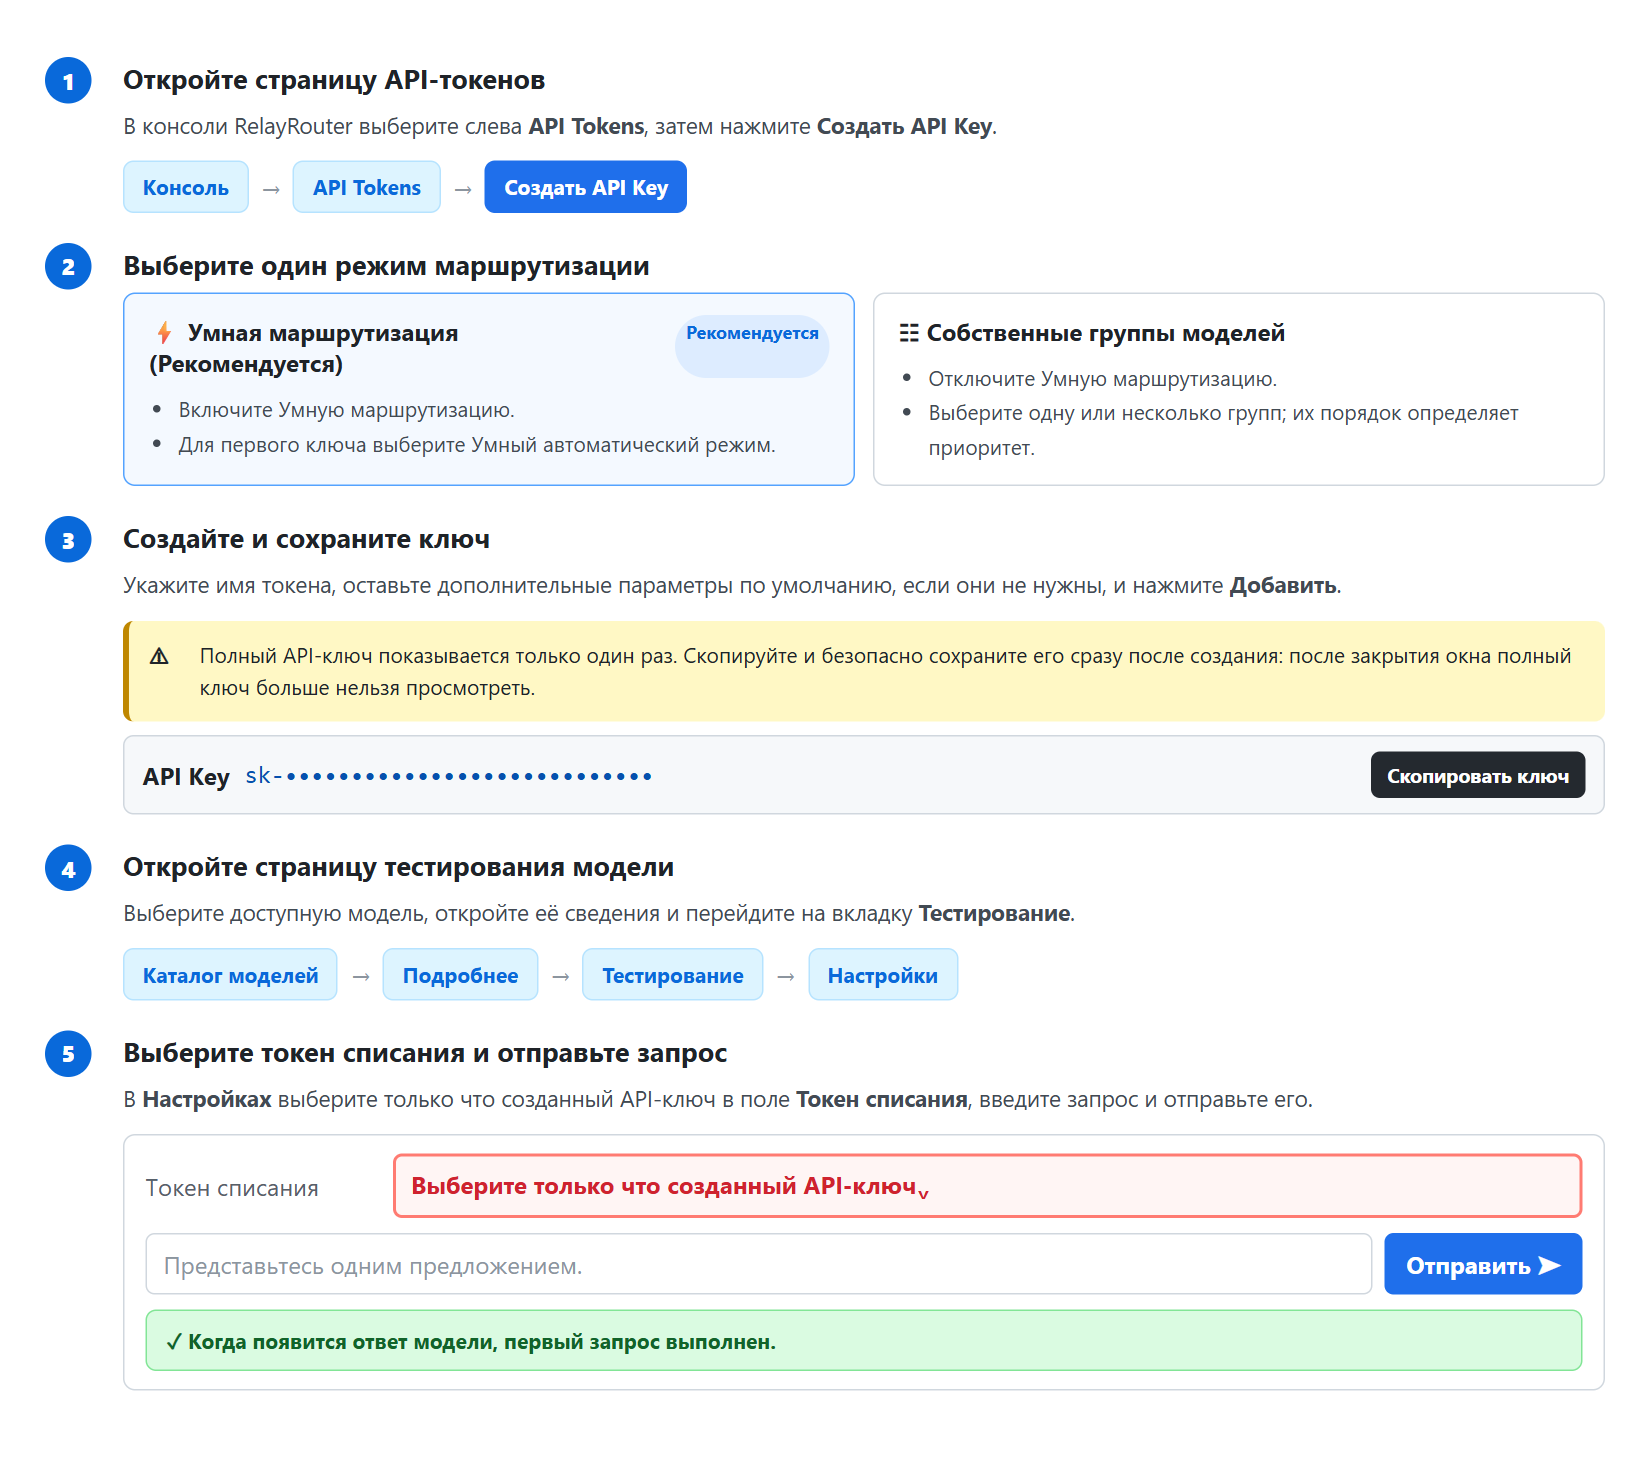 1
Откройте страницу API-токенов
В консоли RelayRouter выберите слева API Tokens, затем нажмите Создать API Key.
Консоль → API Tokens → Создать API Key
2
Выберите один режим маршрутизации
⚡ Умная маршрутизация
(Рекомендуется)
Рекомендуется
• Включите Умную маршрутизацию.
• Для первого ключа выберите Умный автоматический режим.
☷ Собственные группы моделей
• Отключите Умную маршрутизацию.
• Выберите одну или несколько групп; их порядок определяет
приоритет.
3
Создайте и сохраните ключ
Укажите имя токена, оставьте дополнительные параметры по умолчанию, если они не нужны, и нажмите Добавить.
⚠ Полный API-ключ показывается только один раз. Скопируйте и безопасно сохраните его сразу после создания: после закрытия окна полный
ключ больше нельзя просмотреть.
API Key sk-•••••••••••••••••••••••••••• Скопировать ключ
4
Откройте страницу тестирования модели
Выберите доступную модель, откройте её сведения и перейдите на вкладку Тестирование.
Каталог моделей → Подробнее → Тестирование → Настройки
5
Выберите токен списания и отправьте запрос
В Настройках выберите только что созданный API-ключ в поле Токен списания, введите запрос и отправьте его.
Токен списания Выберите только что созданный API-ключ˅
Представьтесь одним предложением. Отправить ➤
✓ Когда появится ответ модели, первый запрос выполнен.